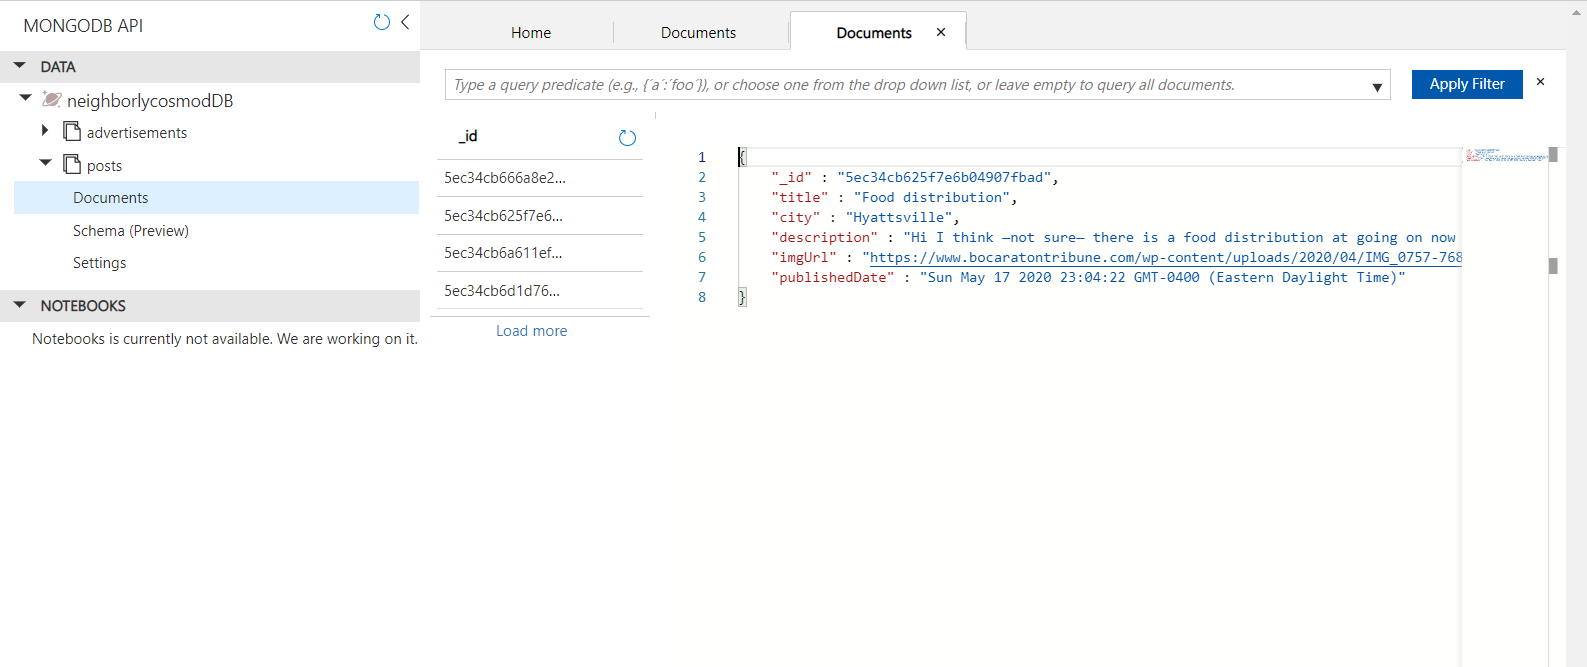 MONGODB API
DATA
neighborlycosmodDB
advertisements
posts
Documents
Schema (Preview)
Settings
NOTEBOOKS
Notebooks is currently not available. We are working on it.
Home
Documents
Documents ×
Type a query predicate (e.g., {´a´:´foo´}), or choose one from the drop down list, or leave empty to query all documents.
Apply Filter ×
_id
5ec34cb666a8e2...
5ec34cb625f7e6...
5ec34cb6a611ef...
5ec34cb6d1d76...
Load more
1 {
2 "_id" : "5ec34cb625f7e6b04907fbad",
3 "title" : "Food distribution",
4 "city" : "Hyattsville",
5 "description" : "Hi I think —not sure— there is a food distribution at going on now
6 "imgUrl" : "https://www.bocaratontribune.com/wp-content/uploads/2020/04/IMG_0757-768
7 "publishedDate" : "Sun May 17 2020 23:04:22 GMT-0400 (Eastern Daylight Time)"
8 }